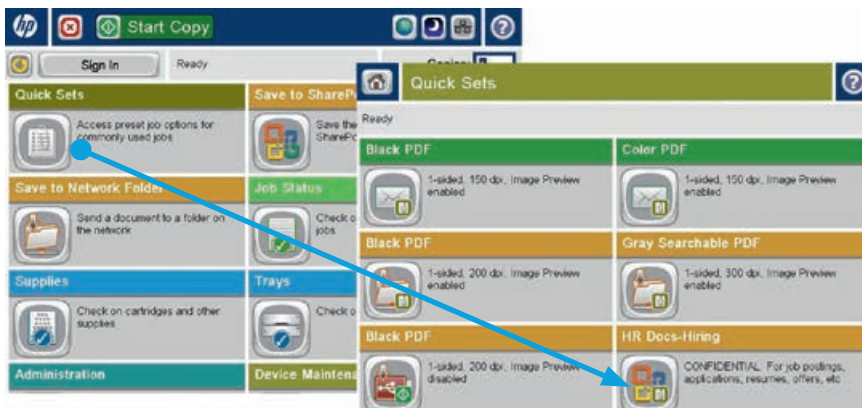 hp
Start Copy
?
Sign In
Ready
Quick Sets
Access preset job options for
commonly used jobs
Save to
Save the
Save to Network Folder
Send a document to a folder on
the network
Job Status
Check
jobs
Supplies
Check on cartridges and other
supplies
Trays
Check
Administration
Device
Quick Sets
?
Ready
Black PDF
1-sided, 150 dpi, Image Preview
enabled
Color PDF
1-sided, 150 dpi, Image Preview
enabled
Black PDF
1-sided, 200 dpi, Image Preview
enabled
Gray Searchable PDF
1-sided, 300 dpi, Image Preview
enabled
Black PDF
1-sided, 200 dpi, Image Preview
disabled
HR Docs-Hiring
CONFIDENTIAL: For job postings,
applications, resumes, offers, etc